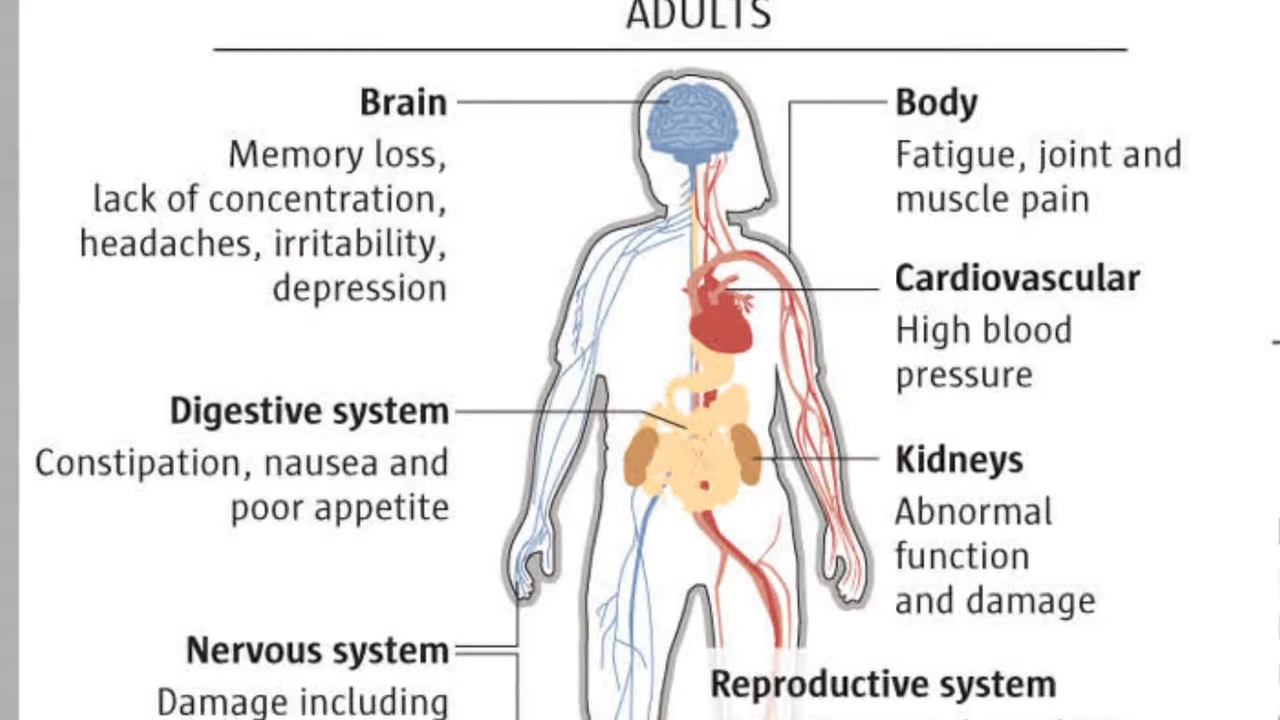 ADULTS
Brain
Memory loss,
lack of concentration,
headaches, irritability,
depression
Digestive system
Constipation, nausea and
poor appetite
Nervous system
Damage including
Body
Fatigue, joint and
muscle pain
Cardiovascular
High blood
pressure
Kidneys
Abnormal
function
and damage
Reproductive system